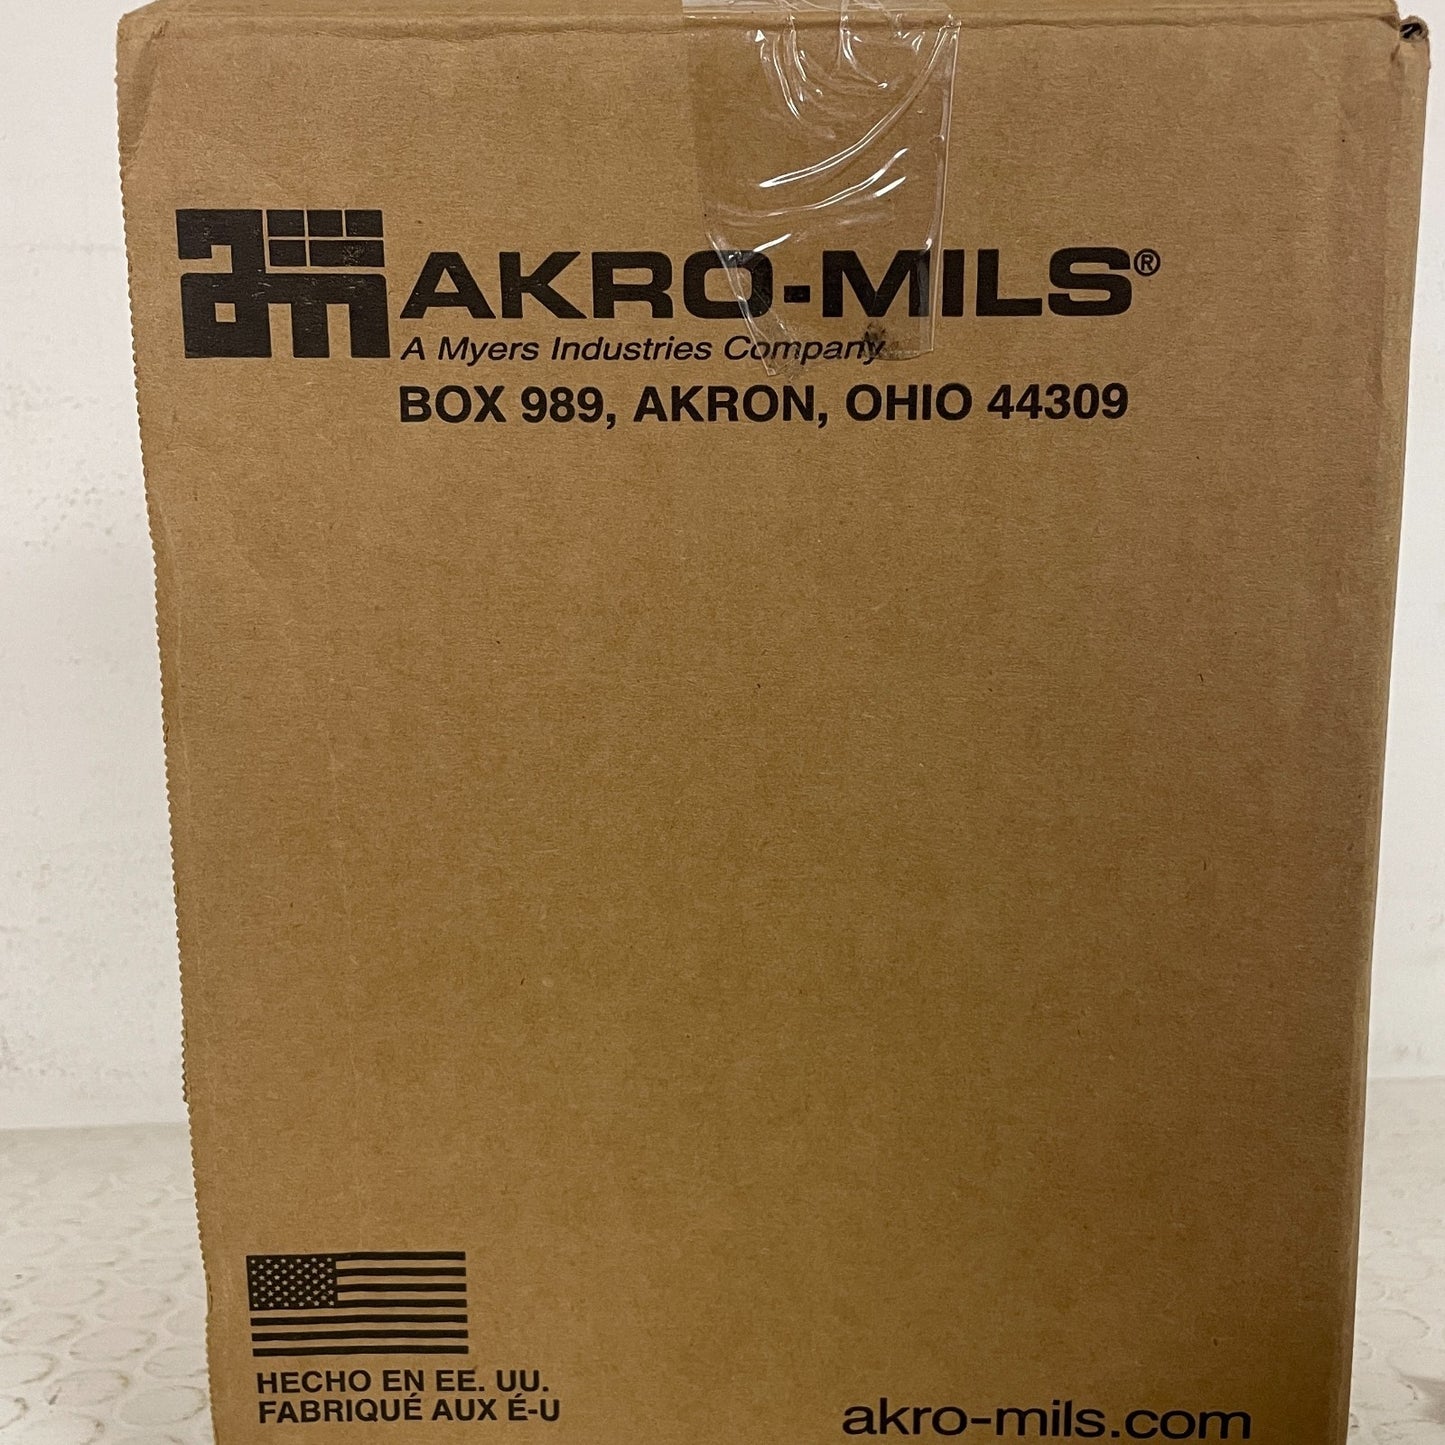 am AKRO-MILS®
A Myers Industries Company
BOX 989, AKRON, OHIO 44309
HECHO EN EE. UU.
FABRIQUÉ AUX É-U
akro-mils.com